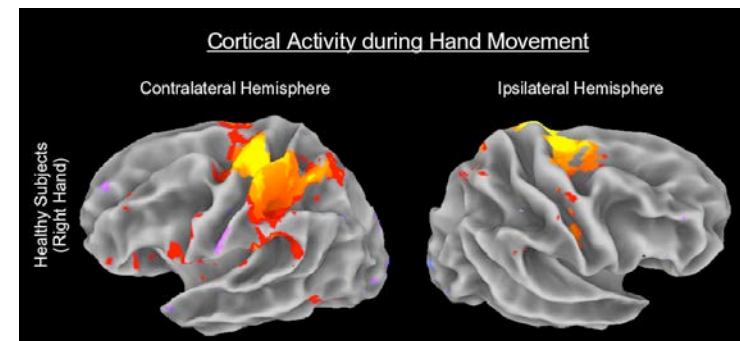 Cortical Activity during Hand Movement
Contralateral Hemisphere
Ipsilateral Hemisphere
Healthy Subjects
(Right Hand)